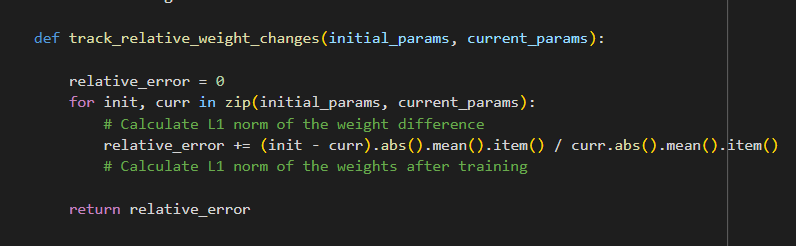 def track_relative_weight_changes(initial_params, current_params):
relative_error = 0
for init, curr in zip(initial_params, current_params):
# Calculate L1 norm of the weight difference
relative_error += (init - curr).abs().mean().item() / curr.abs().mean().item()
# Calculate L1 norm of the weights after training
return relative_error